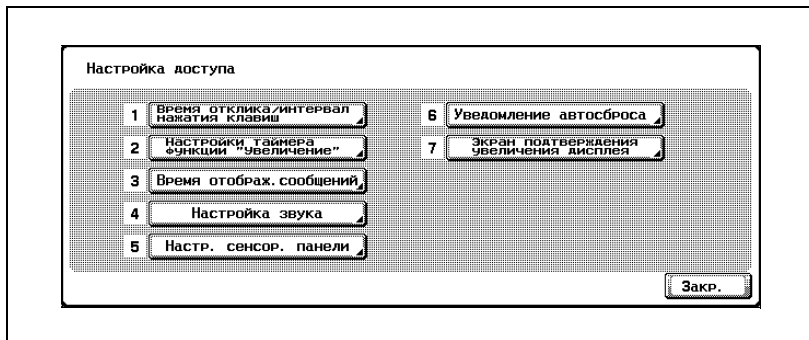 Настройка доступа
1 Время отклика/интервал
нажатия клавиш
2 Настройки таймера
функции "Увеличение"
3 Время отображ.сообщений
4 Настройка звука
5 Настр. сенсор. панели
6 Уведомление автосброса
7 Экран подтверждения
увеличения дисплея
Закр.